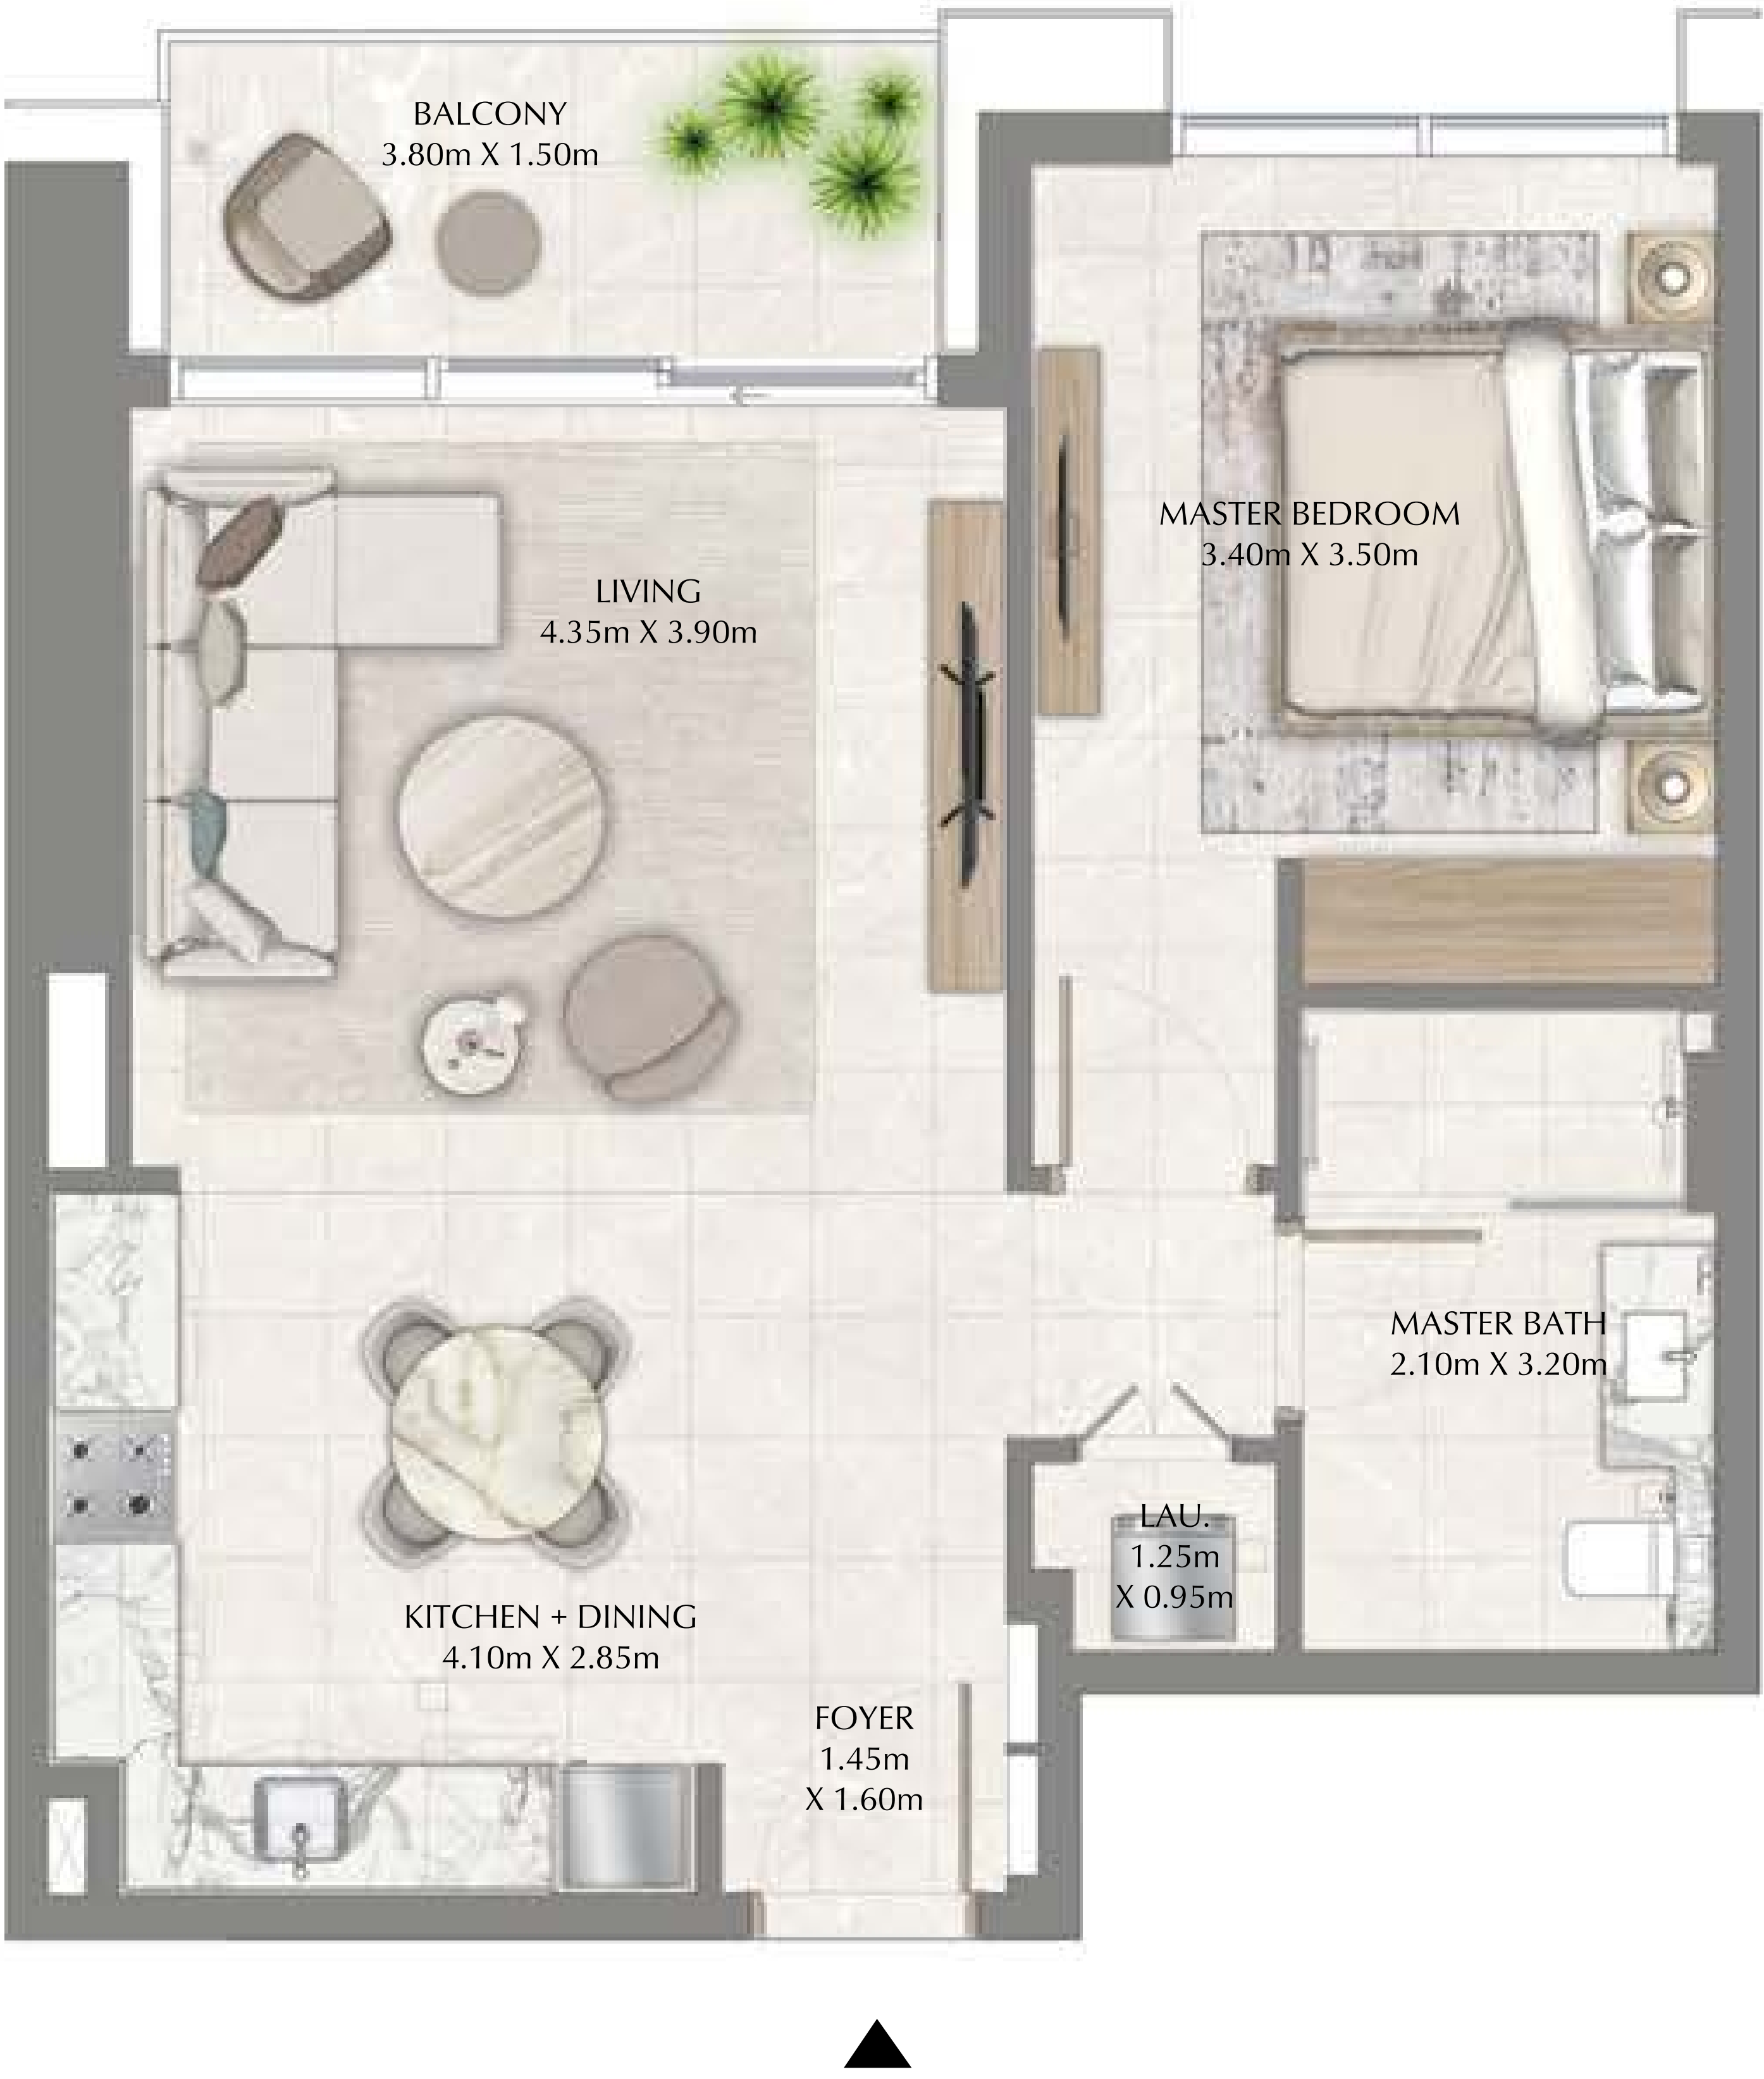 BALCONY
3.80m X 1.50m
MASTER BEDROOM
3.40m X 3.50m
LIVING
4.35m X 3.90m
MASTER BATH
2.10m X 3.20m
LAU.
1.25m
X 0.95m
KITCHEN + DINING
4.10m X 2.85m
FOYER
1.45m
X 1.60m